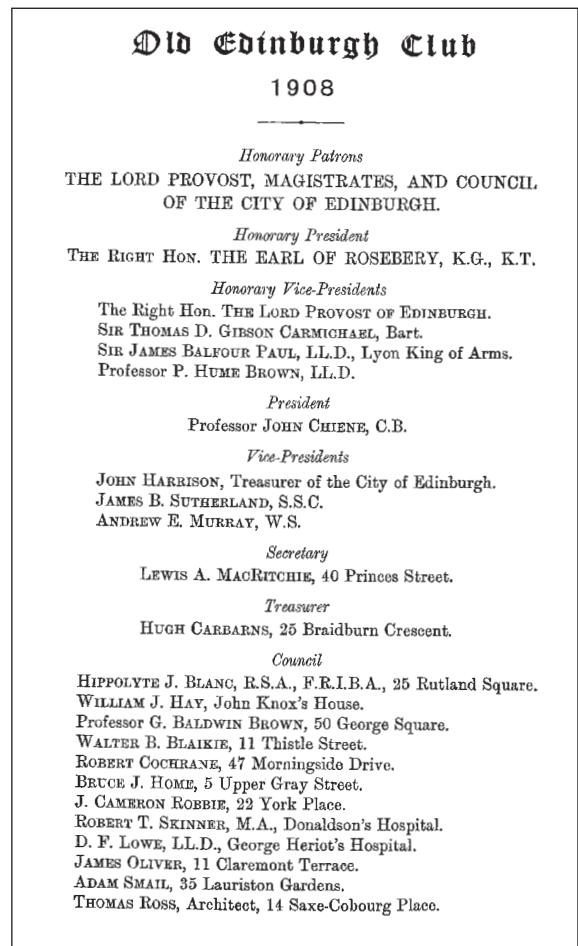 Old Edinburgh Club
1908
Honorary Patrons
THE LORD PROVOST, MAGISTRATES, AND COUNCIL
OF THE CITY OF EDINBURGH.
Honorary President
THE RIGHT HON. THE EARL OF ROSEBERY, K.G., K.T.
Honorary Vice-Presidents
The Right Hon. THE LORD PROVOST OF EDINBURGH.
SIR THOMAS D. GIBSON CARMICHAEL, Bart.
SIR JAMES BALFOUR PAUL, LL.D., Lyon King of Arms.
Professor P. HUME BROWN, LL.D.
President
Professor JOHN CHIENE, C.B.
Vice-Presidents
JOHN HARRISON, Treasurer of the City of Edinburgh.
JAMES B. SUTHERLAND, S.S.C.
ANDREW E. MURRAY, W.S.
Secretary
LEWIS A. MACRITCHIE, 40 Princes Street.
Treasurer
HUGH CARBARNS, 25 Braidburn Crescent.
Council
HIPPOLYTE J. BLANC, R.S.A., F.R.I.B.A., 25 Rutland Square.
WILLIAM J. HAY, John Knox's House.
Professor G. BALDWIN BROWN, 50 George Square.
WALTER B. BLAIKIE, 11 Thistle Street.
ROBERT COCHRANE, 47 Morningside Drive.
BRUCE J. HOME, 5 Upper Gray Street.
J. CAMERON ROBBIE, 22 York Place.
ROBERT T. SKINNER, M.A., Donaldson's Hospital.
D. F. LOWE, LL.D., George Heriot's Hospital.
JAMES OLIVER, 11 Claremont Terrace.
ADAM SMAIL, 35 Lauriston Gardens.
THOMAS ROSS, Architect, 14 Saxe-Cobourg Place.